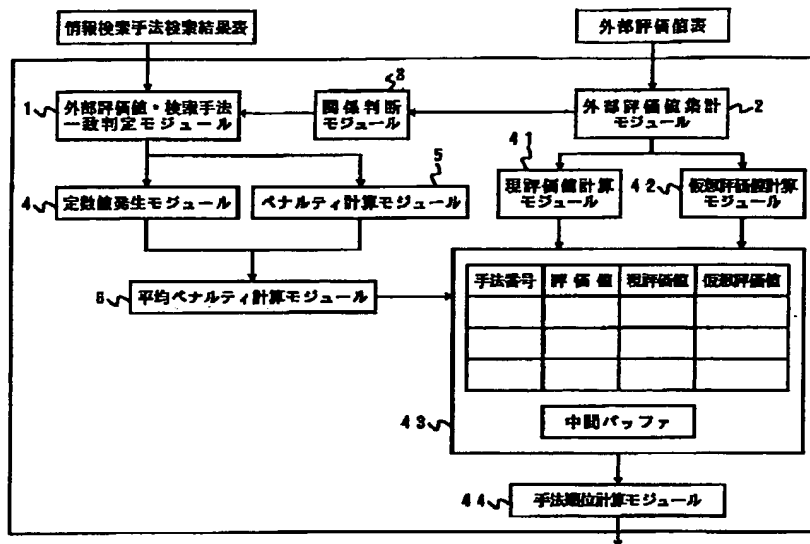 情報検索手法検索結果表
外部評価値表
1
外部評価値・検索手法
一致判定モジュール
3
関係判断
モジュール
外部評価値集計
モジュール
2
4
定数値発生モジュール
5
ペナルティ計算モジュール
41
現評価値計算
モジュール
42
仮想評価値計算
モジュール
6
平均ペナルティ計算モジュール
手法番号
評価値
現評価値
仮想評価値
43
中間バッファ
44
手法順位計算モジュール